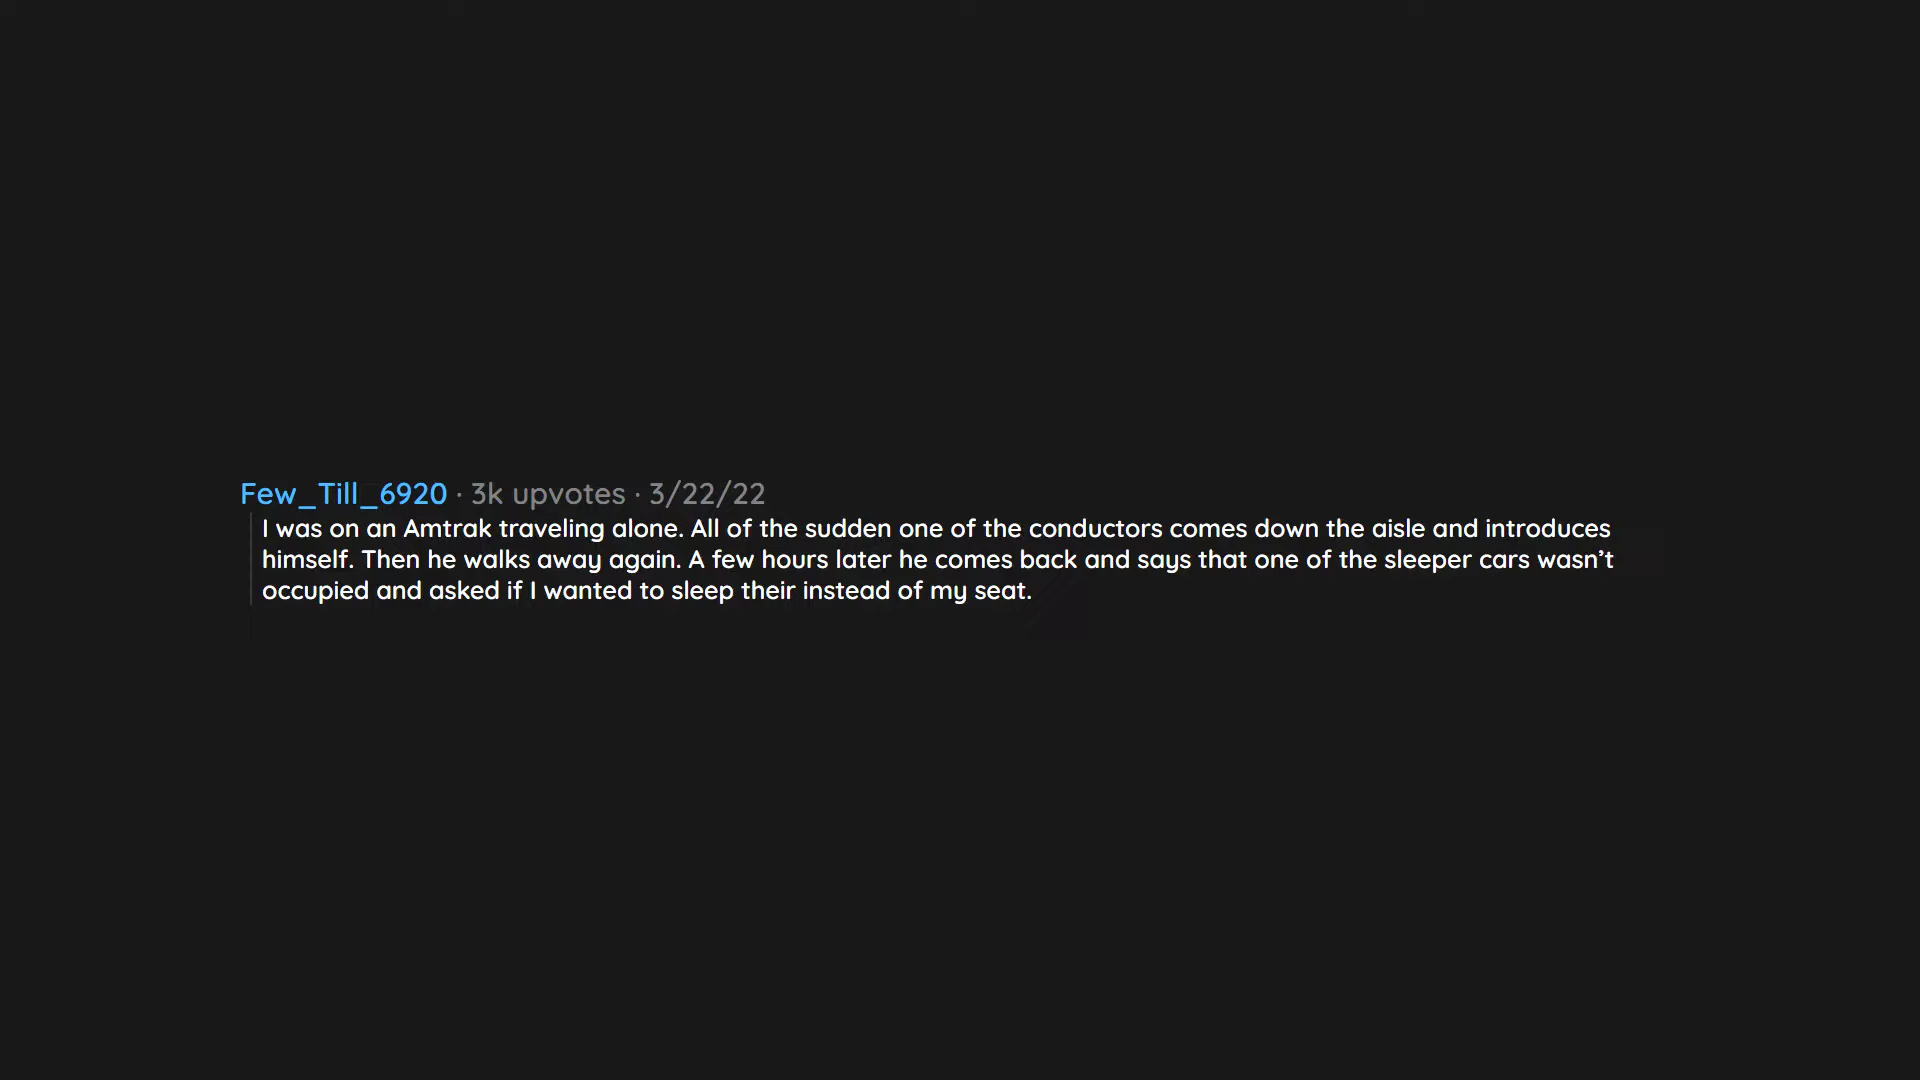 Few_Till_6920 · 3k upvotes · 3/22/22
I was on an Amtrak traveling alone. All of the sudden one of the conductors comes down the aisle and introduces
himself. Then he walks away again. A few hours later he comes back and says that one of the sleeper cars wasn’t
occupied and asked if I wanted to sleep their instead of my seat.